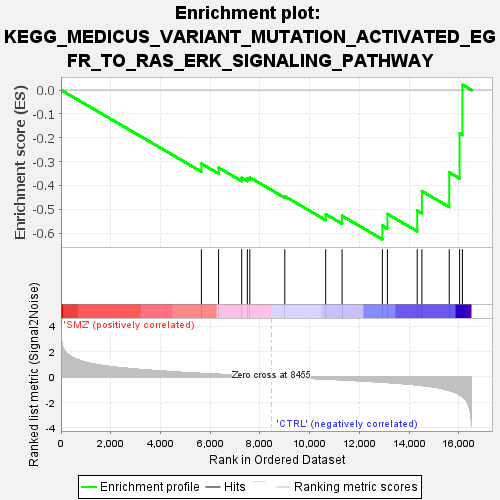 Enrichment plot:
KEGG_MEDICUS_VARIANT_MUTATION_ACTIVATED_EG
FR_TO_RAS_ERK_SIGNALING_PATHWAY
Enrichment score (ES)
0.0
-0.1
-0.2
-0.3
-0.4
-0.5
-0.6
'SMZ' (positively correlated)
Ranked list metric (Signal2Noise)
4
2
0
-2
-4
Zero cross at 8455
'CTRL' (negatively correlated)
0 2,000 4,000 6,000 8,000 10,000 12,000 14,000 16,000
Rank in Ordered Dataset
Enrichment profile Hits Ranking metric scores